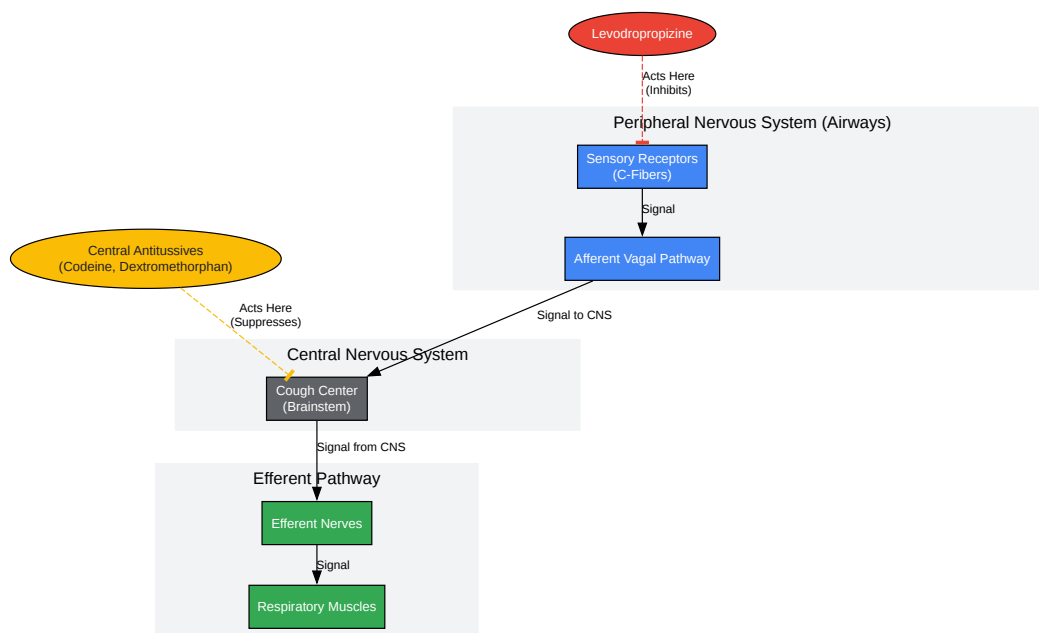 Levodropropizine
Acts Here
(Inhibits)
Peripheral Nervous System (Airways)
Sensory Receptors
(C-Fibers)
Signal
Afferent Vagal Pathway
Central Antitussives
(Codeine, Dextromethorphan)
Acts Here
(Suppresses)
Signal to CNS
Central Nervous System
Cough Center
(Brainstem)
Signal from CNS
Efferent Pathway
Efferent Nerves
Signal
Respiratory Muscles